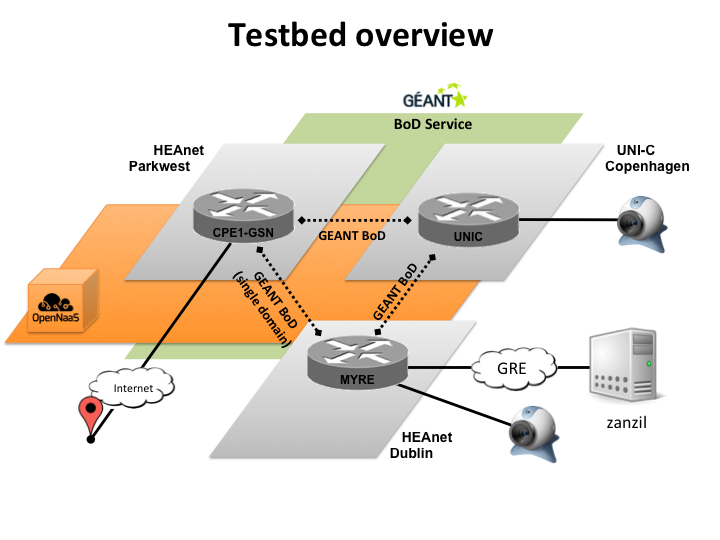 Testbed overview
GÉANT
BoD Service
HEAnet
Parkwest
UNI-C
Copenhagen
CPE1-GSN
GEANT BoD
UNIC
GEANT BoD
(single domain)
GEANT BoD
OpenNaaS
MYRE
GRE
Internet
zanzil
HEAnet
Dublin